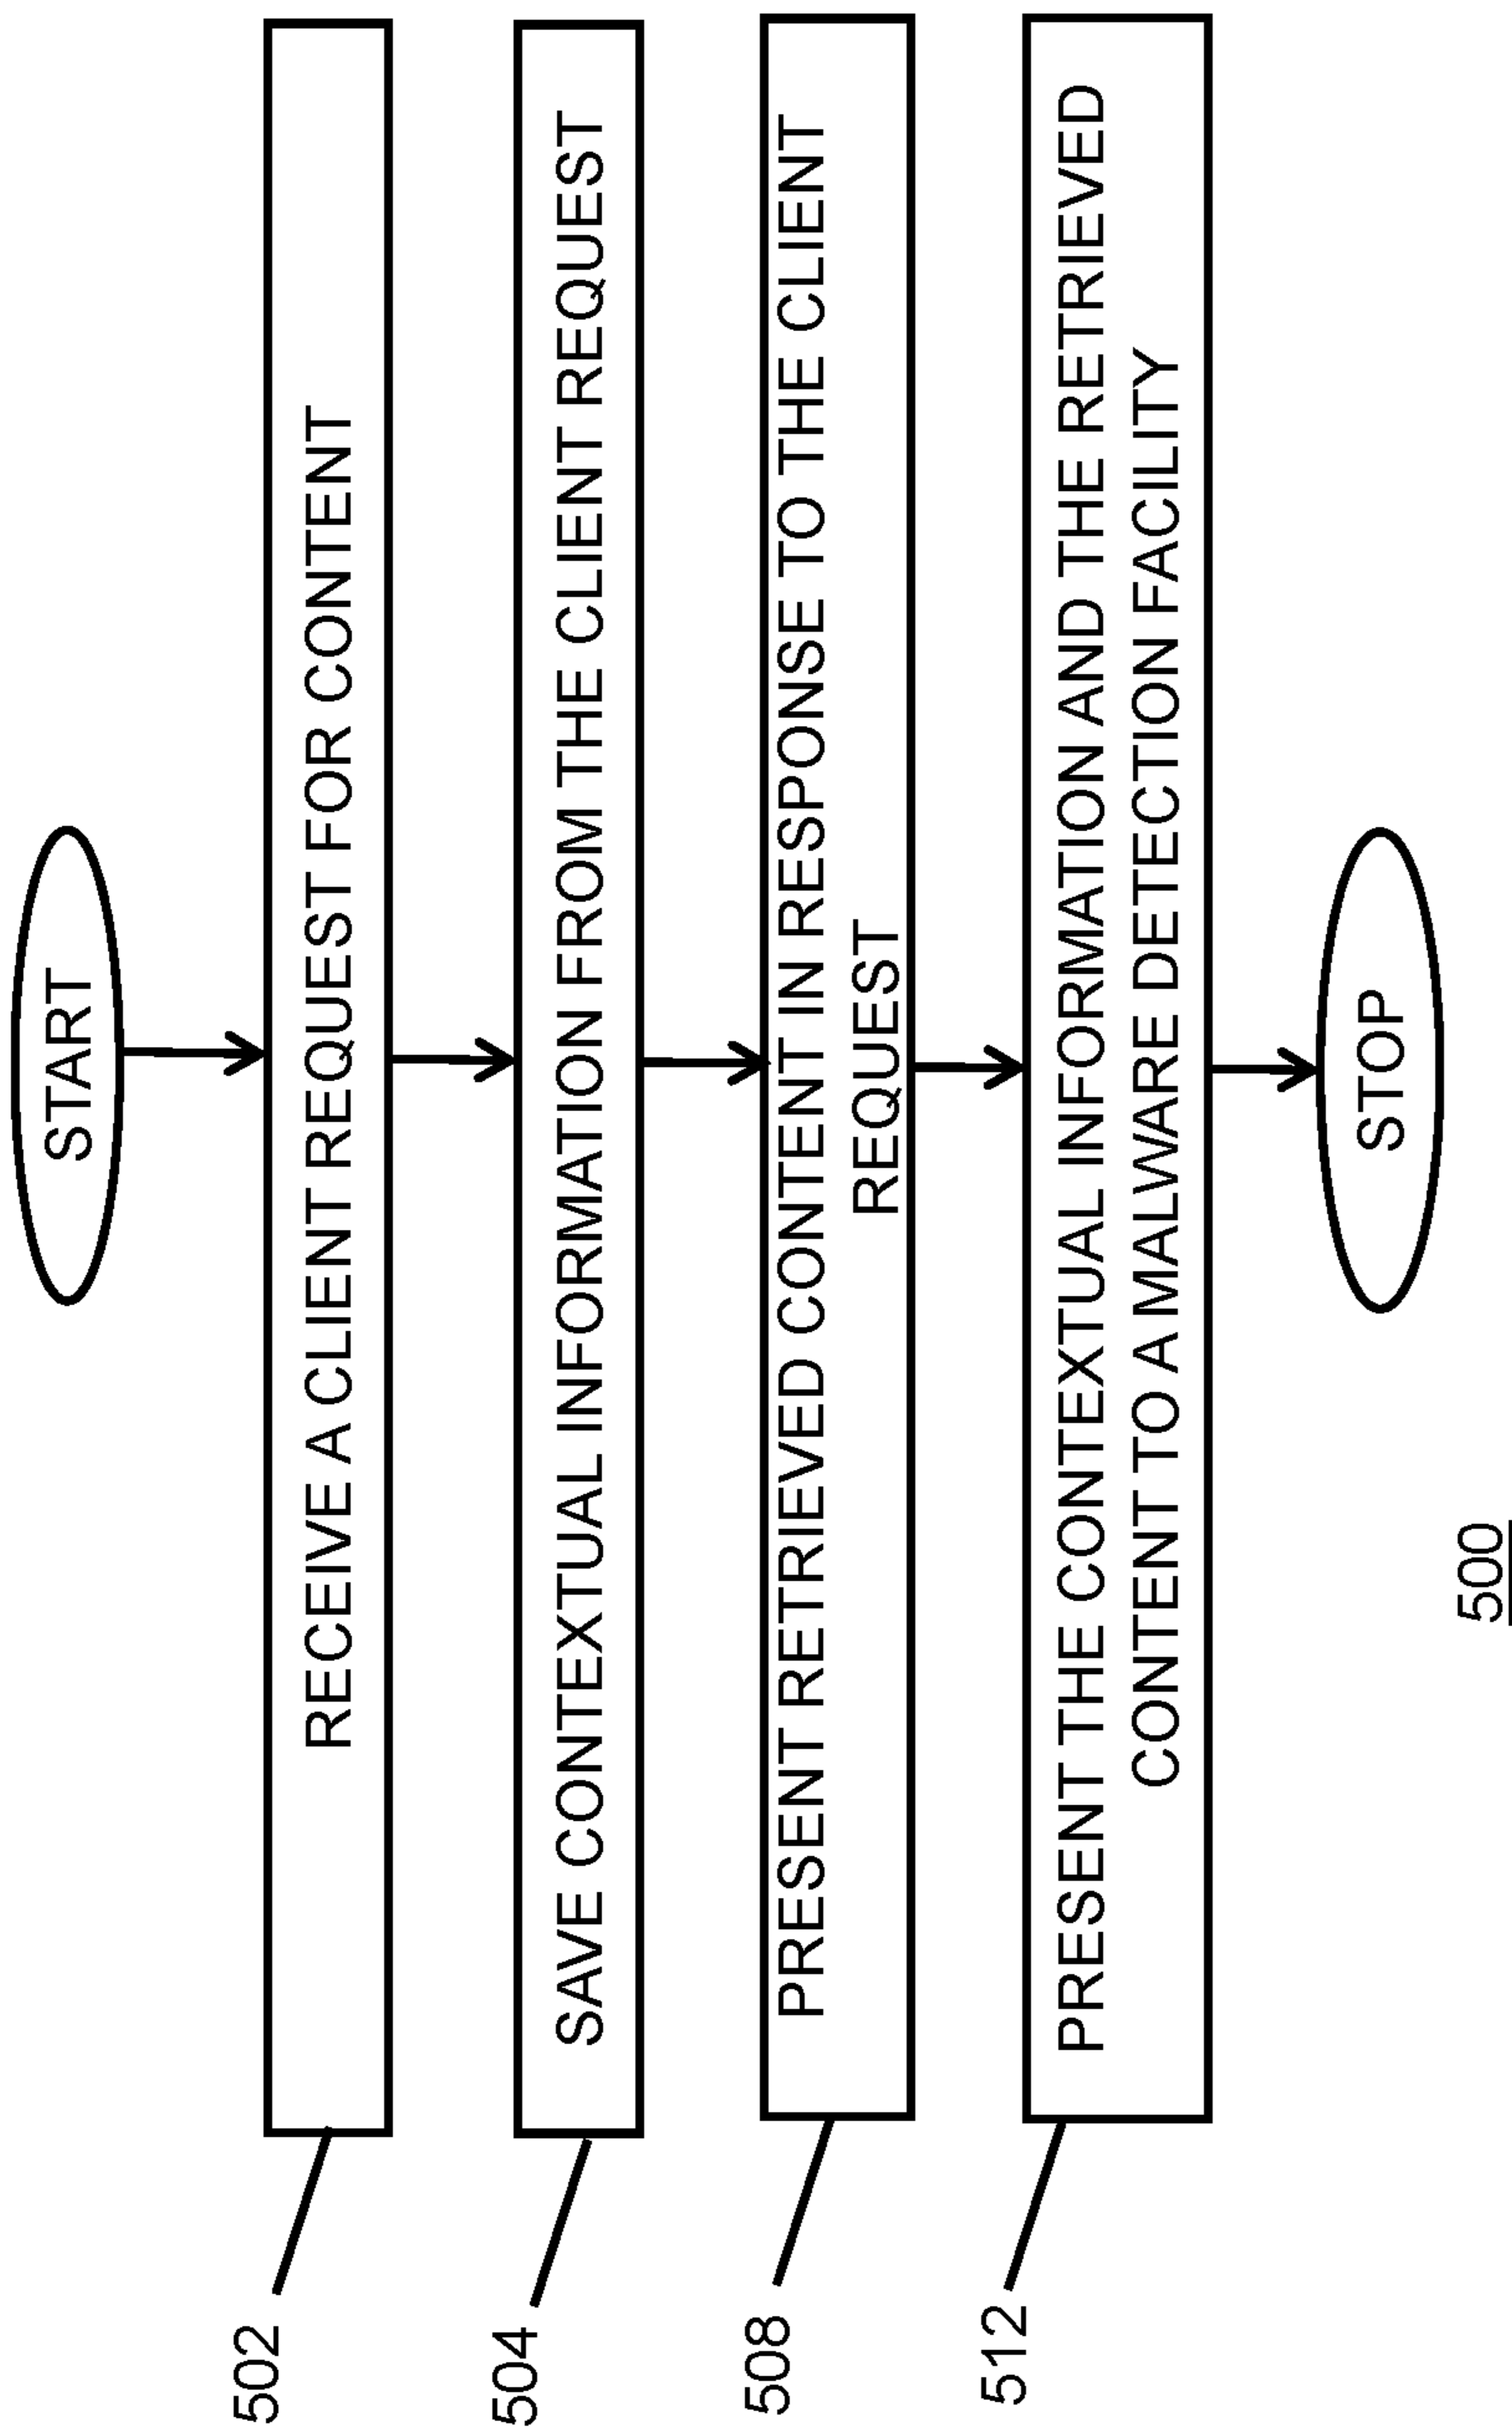 START
502
RECEIVE A CLIENT REQUEST FOR CONTENT
504
SAVE CONTEXTUAL INFORMATION FROM THE CLIENT REQUEST
508
PRESENT RETRIEVED CONTENT IN RESPONSE TO THE CLIENT
REQUEST
512
PRESENT THE CONTEXTUAL INFORMATION AND THE RETRIEVED
CONTENT TO A MALWARE DETECTION FACILITY
STOP
500